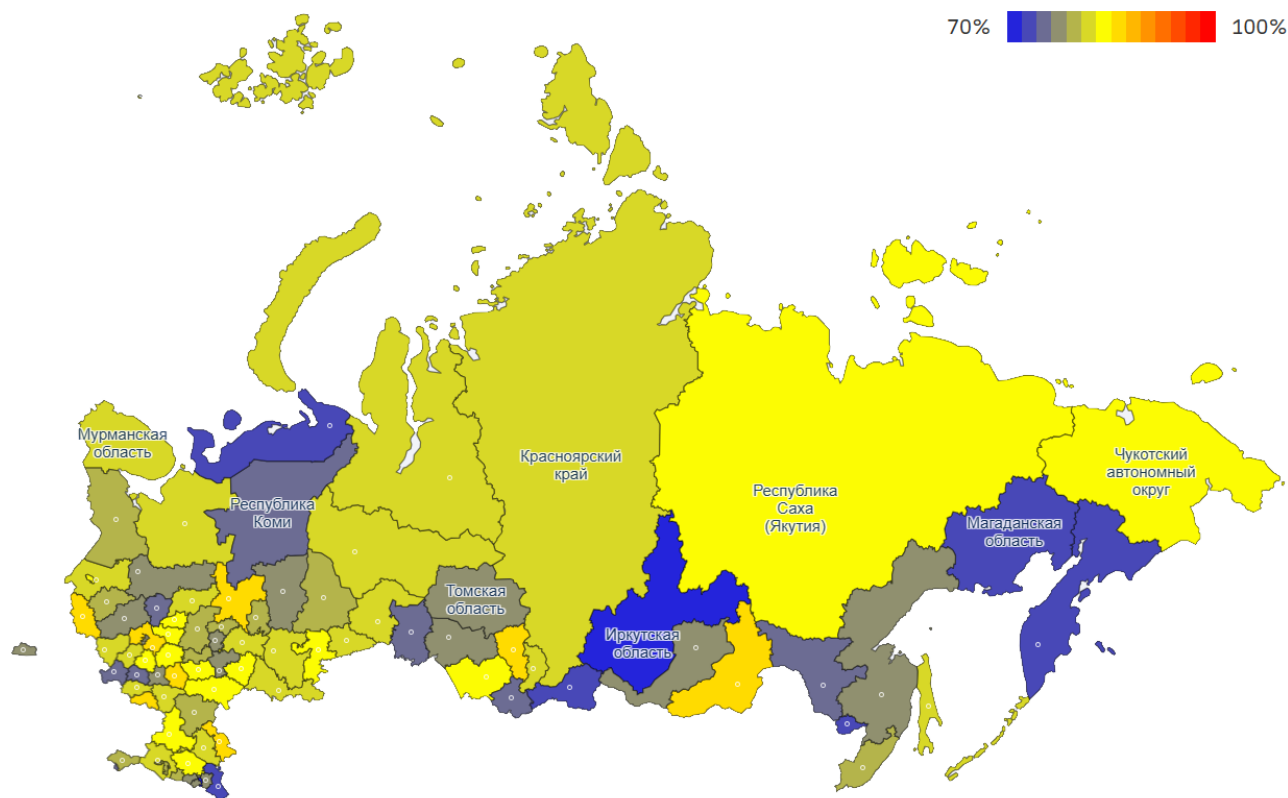 70%
100%
Мурманская
область
Республика
Коми
Красноярский
край
Республика
Саха
(Якутия)
Чукотский
автономный
округ
Магаданская
область
Томская
область
Иркутская
область